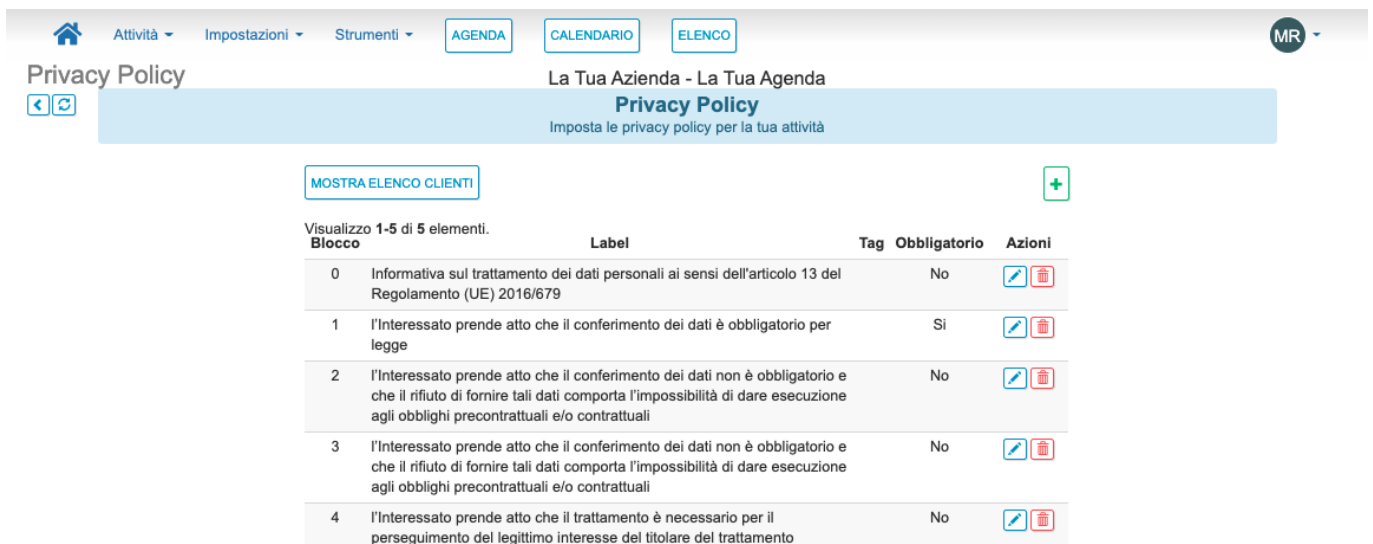 Attività Impostazioni Strumenti AGENDA CALENDARIO ELENCO MR
Privacy Policy
La Tua Azienda - La Tua Agenda
Privacy Policy
Imposta le privacy policy per la tua attività
MOSTRA ELENCO CLIENTI
Visualizzo 1-5 di 5 elementi.
Blocco Label Tag Obbligatorio Azioni
0 Informativa sul trattamento dei dati personali ai sensi dell'articolo 13 del No
Regolamento (UE) 2016/679
1 l'Interessato prende atto che il conferimento dei dati è obbligatorio per Si
legge
2 l'Interessato prende atto che il conferimento dei dati non è obbligatorio e No
che il rifiuto di fornire tali dati comporta l'impossibilità di dare esecuzione
agli obblighi precontrattuali e/o contrattuali
3 l'Interessato prende atto che il conferimento dei dati non è obbligatorio e No
che il rifiuto di fornire tali dati comporta l'impossibilità di dare esecuzione
agli obblighi precontrattuali e/o contrattuali
4 l'Interessato prende atto che il trattamento è necessario per il No
perseguimento del legittimo interesse del titolare del trattamento